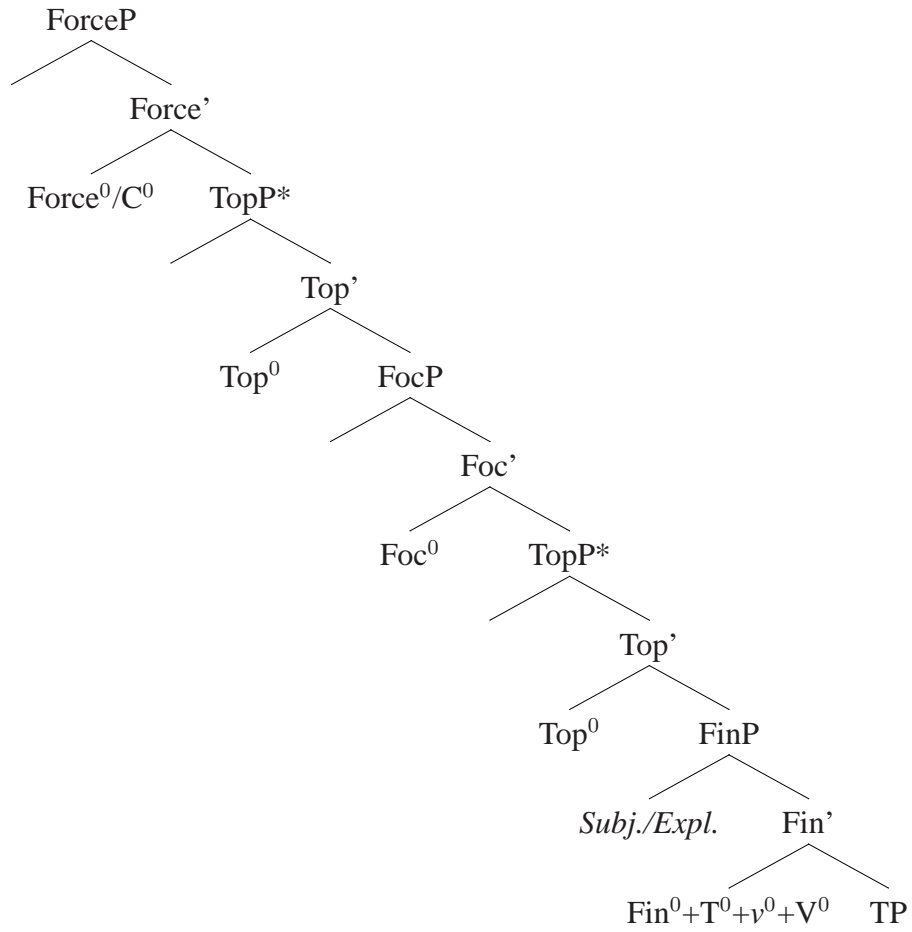 ForceP
Force’
Force⁰/C⁰ TopP*
Top’
Top⁰ FocP
Foc’
Foc⁰ TopP*
Top’
Top⁰ FinP
Subj./Expl. Fin’
Fin⁰+T⁰+v⁰+V⁰ TP